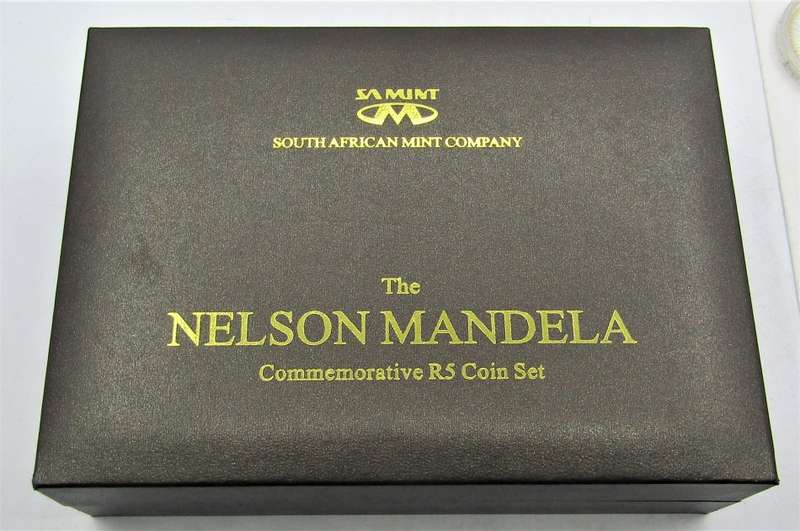 SA MINT
SOUTH AFRICAN MINT COMPANY
The
NELSON MANDELA
Commemorative R5 Coin Set